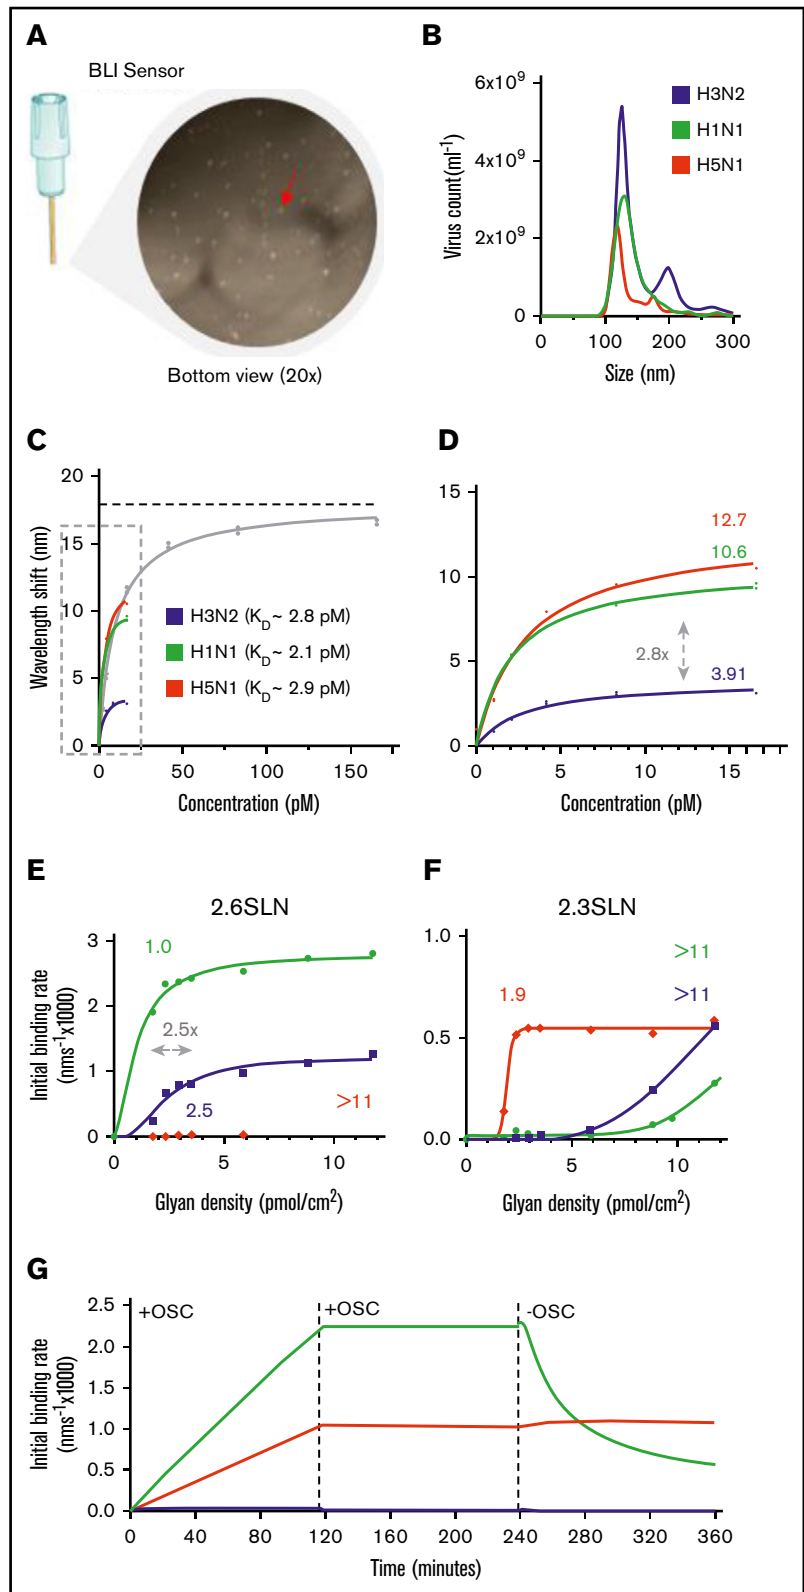 A
BLI Sensor
Bottom view (20x)
B
6x10⁹
4x10⁹
2x10⁹
0
Virus count(ml⁻¹)
H3N2
H1N1
H5N1
0 100 200 300
Size (nm)
C
20
15
10
5
0
Wavelength shift (nm)
H3N2 (K_D~ 2.8 pM)
H1N1 (K_D~ 2.1 pM)
H5N1 (K_D~ 2.9 pM)
0 50 100 150
Concentration (pM)
D
15
10
5
0
12.7
10.6
2.8x
3.91
0 5 10 15
Concentration (pM)
E
2.6SLN
3
2
1
0
Initial binding rate
(nms⁻¹x1000)
1.0
2.5x
2.5
>11
0 5 10
Glyan density (pmol/cm²)
F
2.3SLN
1.0
0.5
0.0
>11
>11
1.9
0 5 10
Glyan density (pmol/cm²)
G
2.5
2.0
1.5
1.0
0.5
0.0
Initial binding rate
(nms⁻¹x1000)
+OSC +OSC -OSC
0 40 80 120 160 200 240 280 320 360
Time (minutes)